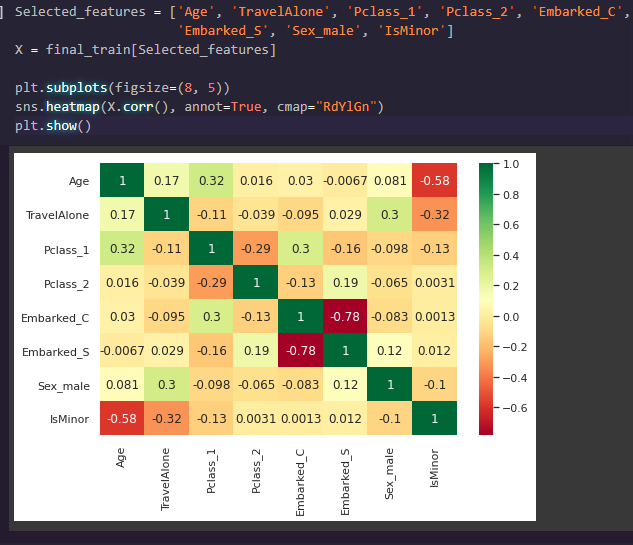 ] Selected_features = ['Age', 'TravelAlone', 'Pclass_1', 'Pclass_2', 'Embarked_C',
'Embarked_S', 'Sex_male', 'IsMinor']
X = final_train[Selected_features]
plt.subplots(figsize=(8, 5))
sns.heatmap(X.corr(), annot=True, cmap="RdYlGn")
plt.show()
Age 1 0.17 0.32 0.016 0.03 -0.0067 0.081 -0.58
TravelAlone 0.17 1 -0.11 -0.039 -0.095 0.029 0.3 -0.32
Pclass_1 0.32 -0.11 1 -0.29 0.3 -0.16 -0.098 -0.13
Pclass_2 0.016 -0.039 -0.29 1 -0.13 0.19 -0.065 0.0031
Embarked_C 0.03 -0.095 0.3 -0.13 1 -0.78 -0.083 0.0013
Embarked_S -0.0067 0.029 -0.16 0.19 -0.78 1 0.12 0.012
Sex_male 0.081 0.3 -0.098 -0.065 -0.083 0.12 1 -0.1
IsMinor -0.58 -0.32 -0.13 0.0031 0.0013 0.012 -0.1 1
Age TravelAlone Pclass_1 Pclass_2 Embarked_C Embarked_S Sex_male IsMinor
1.0
0.8
0.6
0.4
0.2
0.0
−0.2
−0.4
−0.6